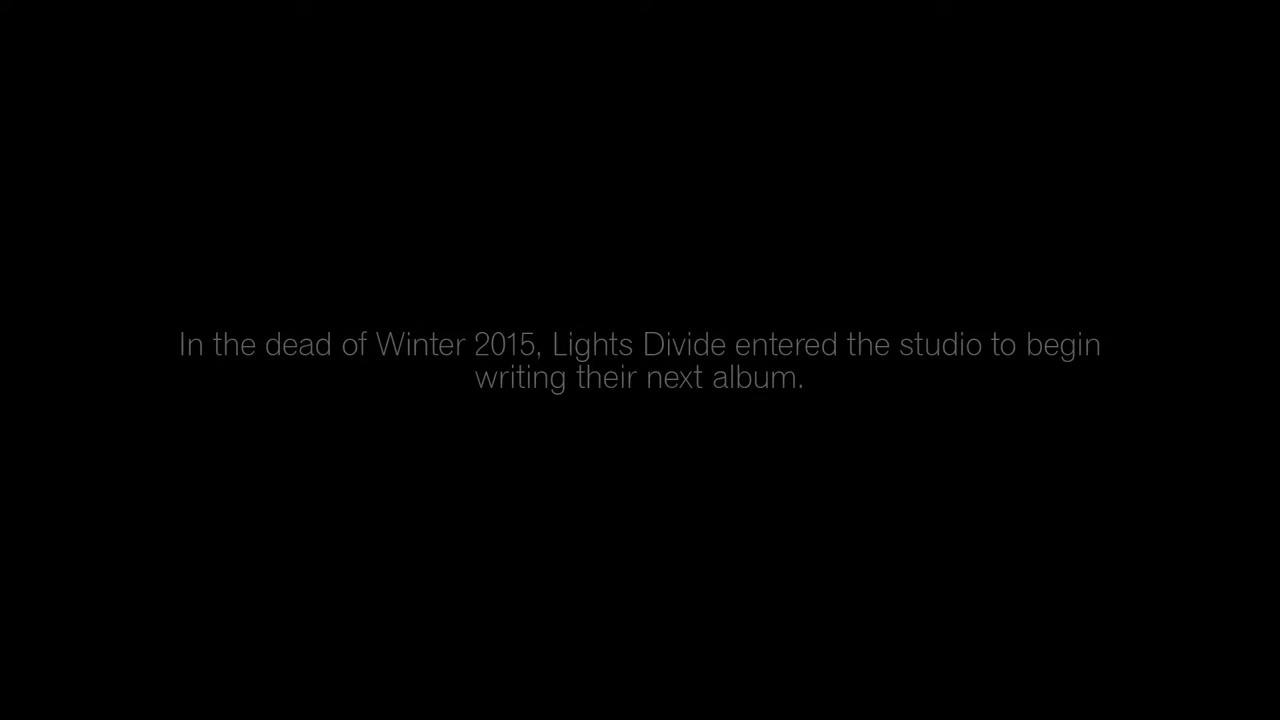 In the dead of Winter 2015, Lights Divide entered the studio to begin
writing their next album.